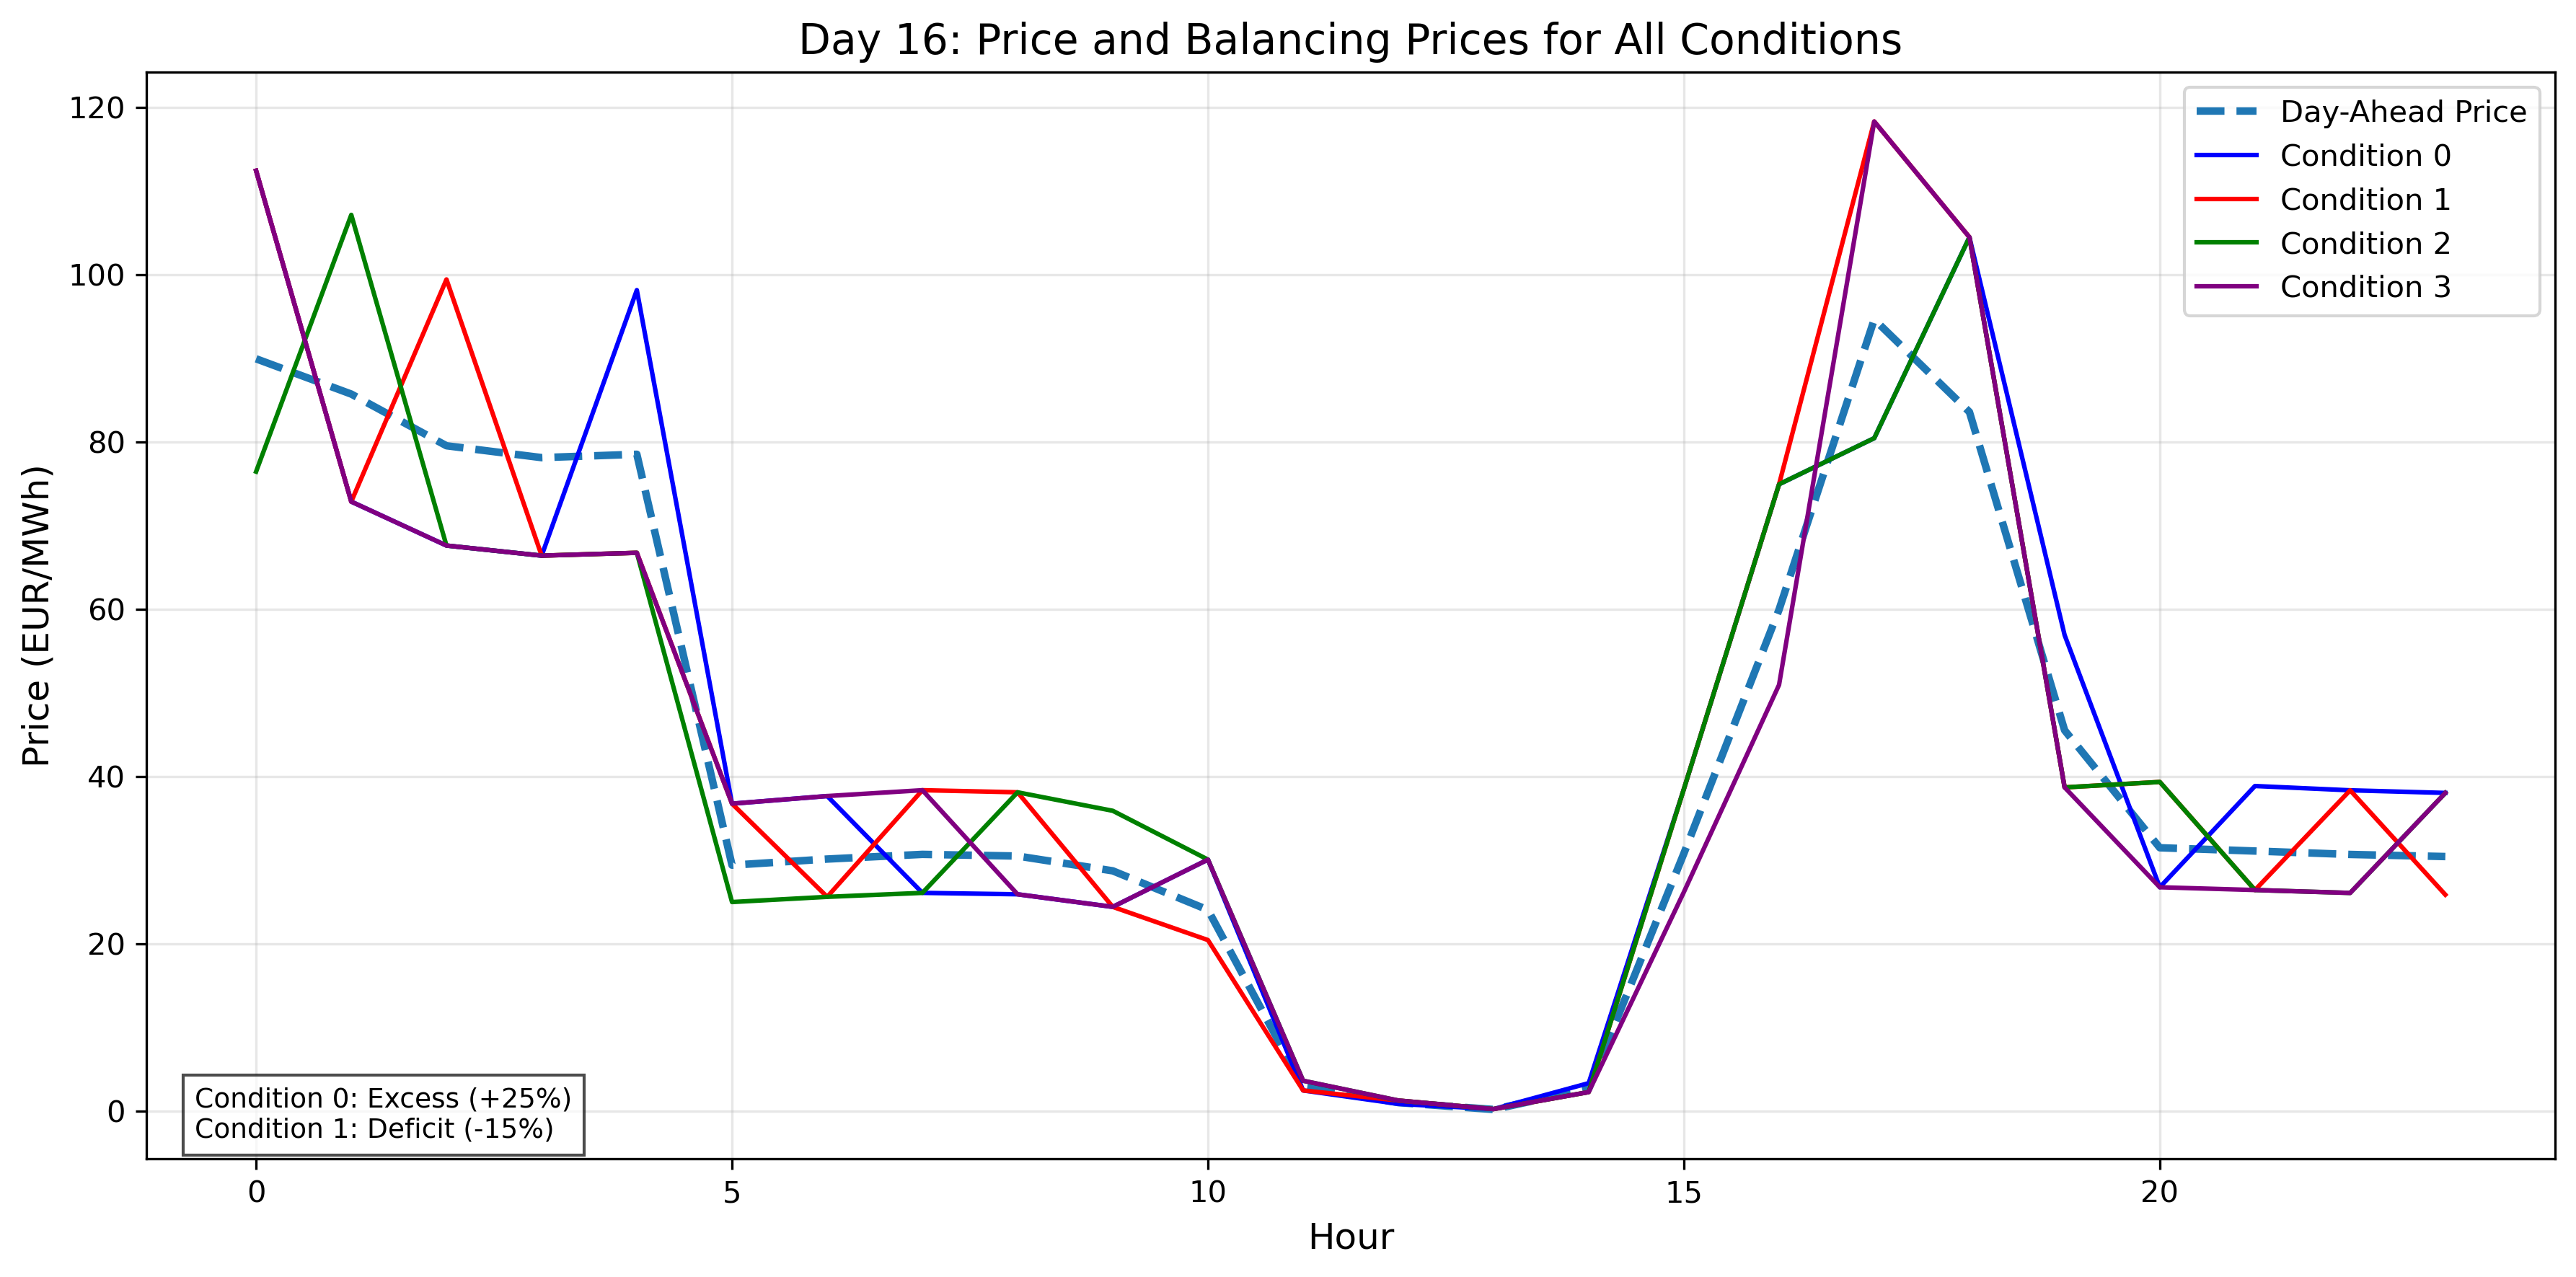 Day 16: Price and Balancing Prices for All Conditions
Price (EUR/MWh)
120
100
80
60
40
20
0
Day-Ahead Price
Condition 0
Condition 1
Condition 2
Condition 3
Condition 0: Excess (+25%)
Condition 1: Deficit (-15%)
0 5 10 15 20
Hour